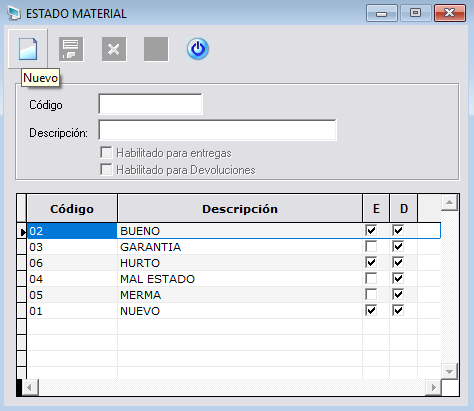 ESTADO MATERIAL
Nuevo
Código
Descripción:
Habilitado para entregas
Habilitado para Devoluciones
Código Descripción E D
02 BUENO
03 GARANTIA
06 HURTO
04 MAL ESTADO
05 MERMA
01 NUEVO